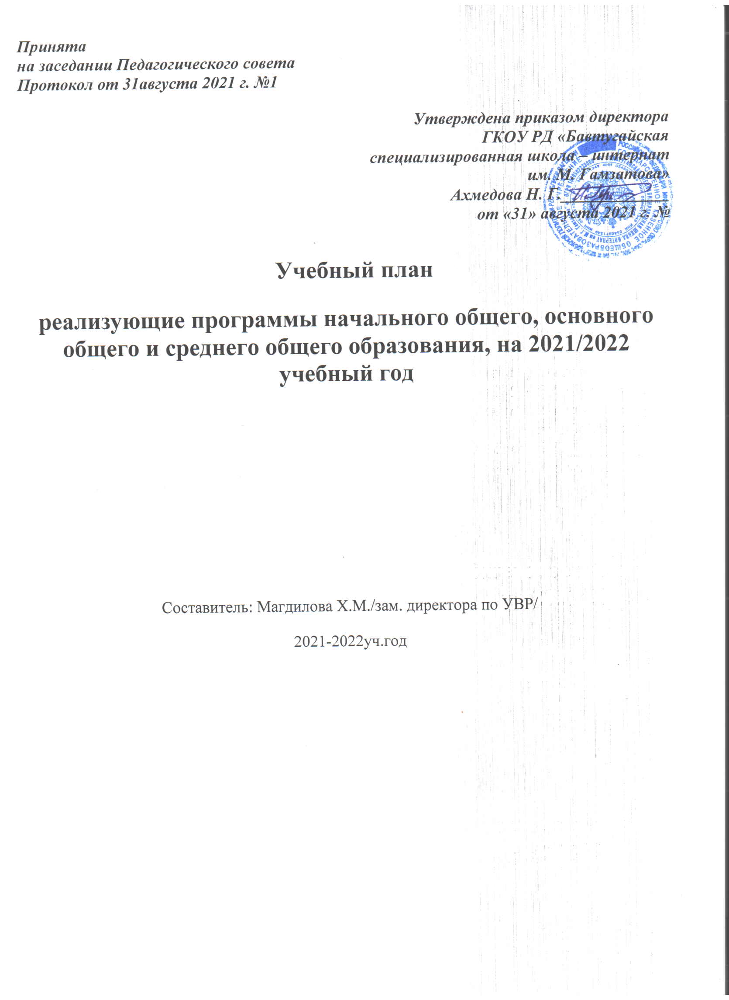 Принята
на заседании Педагогического совета
Протокол от 31августа 2021 г. №1
Утверждена приказом директора
ГКОУ РД «Бавтугайская
специализированная школа – интернат
им. М. Гамзатова»
Ахмедова Н. Г.
от «31» августа 2021 г. №
Учебный план
реализующие программы начального общего, основного
общего и среднего общего образования, на 2021/2022
учебный год
Составитель: Магдилова Х.М./зам. директора по УВР/
2021-2022уч.год